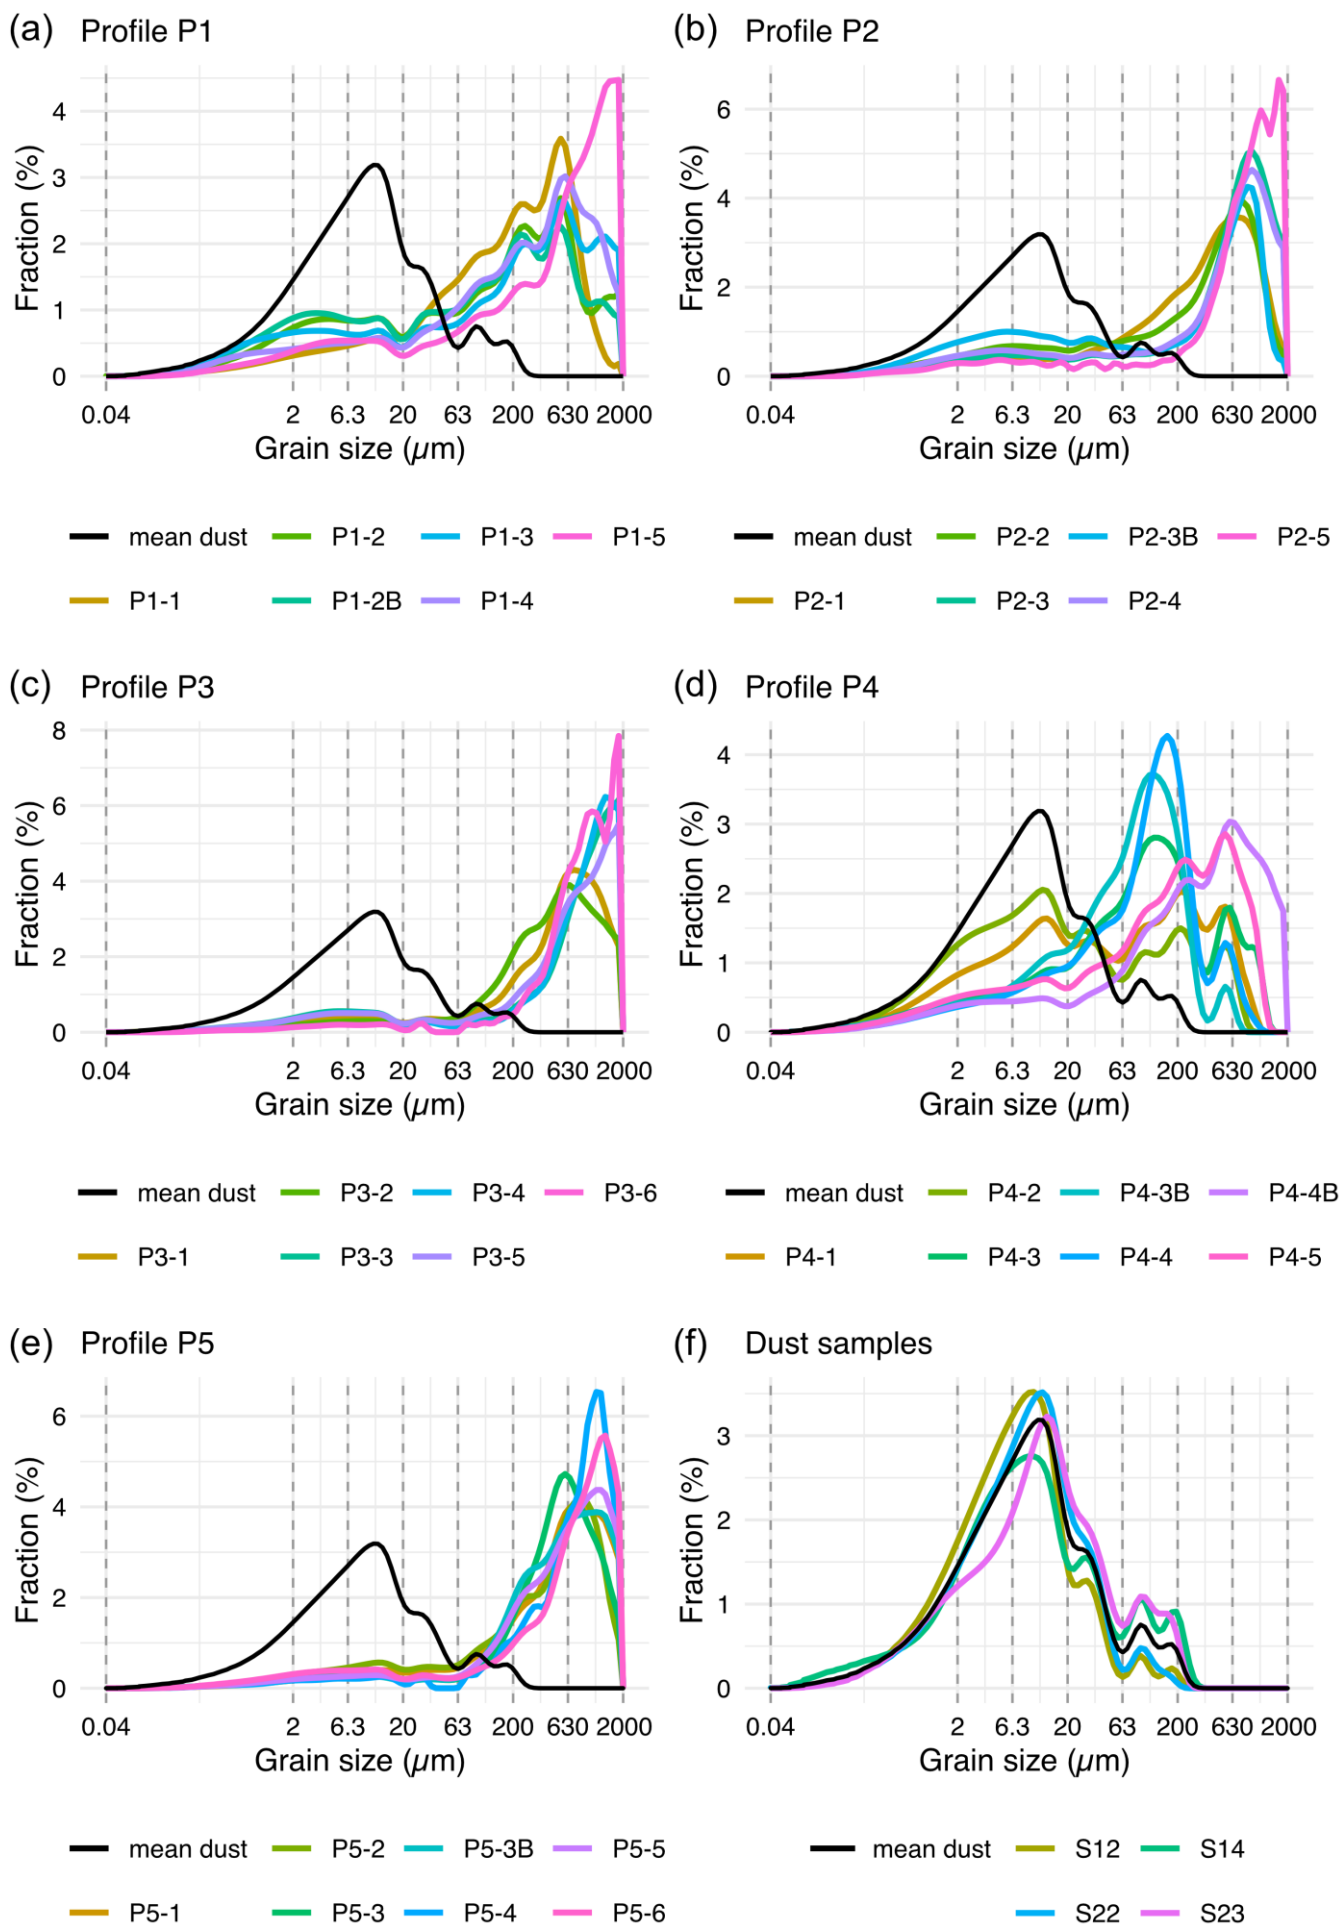 (a) Profile P1
Fraction (%)
4
3
2
1
0
0.04 2 6.3 20 63 200 630 2000
Grain size (µm)
mean dust P1-2 P1-3 P1-5
P1-1 P1-2B P1-4
(b) Profile P2
Fraction (%)
6
4
2
0
0.04 2 6.3 20 63 200 630 2000
Grain size (µm)
mean dust P2-2 P2-3B P2-5
P2-1 P2-3 P2-4
(c) Profile P3
Fraction (%)
8
6
4
2
0
0.04 2 6.3 20 63 200 630 2000
Grain size (µm)
mean dust P3-2 P3-4 P3-6
P3-1 P3-3 P3-5
(d) Profile P4
Fraction (%)
4
3
2
1
0
0.04 2 6.3 20 63 200 630 2000
Grain size (µm)
mean dust P4-2 P4-3B P4-4B
P4-1 P4-3 P4-4 P4-5
(e) Profile P5
Fraction (%)
6
4
2
0
0.04 2 6.3 20 63 200 630 2000
Grain size (µm)
mean dust P5-2 P5-3B P5-5
P5-1 P5-3 P5-4 P5-6
(f) Dust samples
Fraction (%)
3
2
1
0
0.04 2 6.3 20 63 200 630 2000
Grain size (µm)
mean dust S12 S14
S22 S23